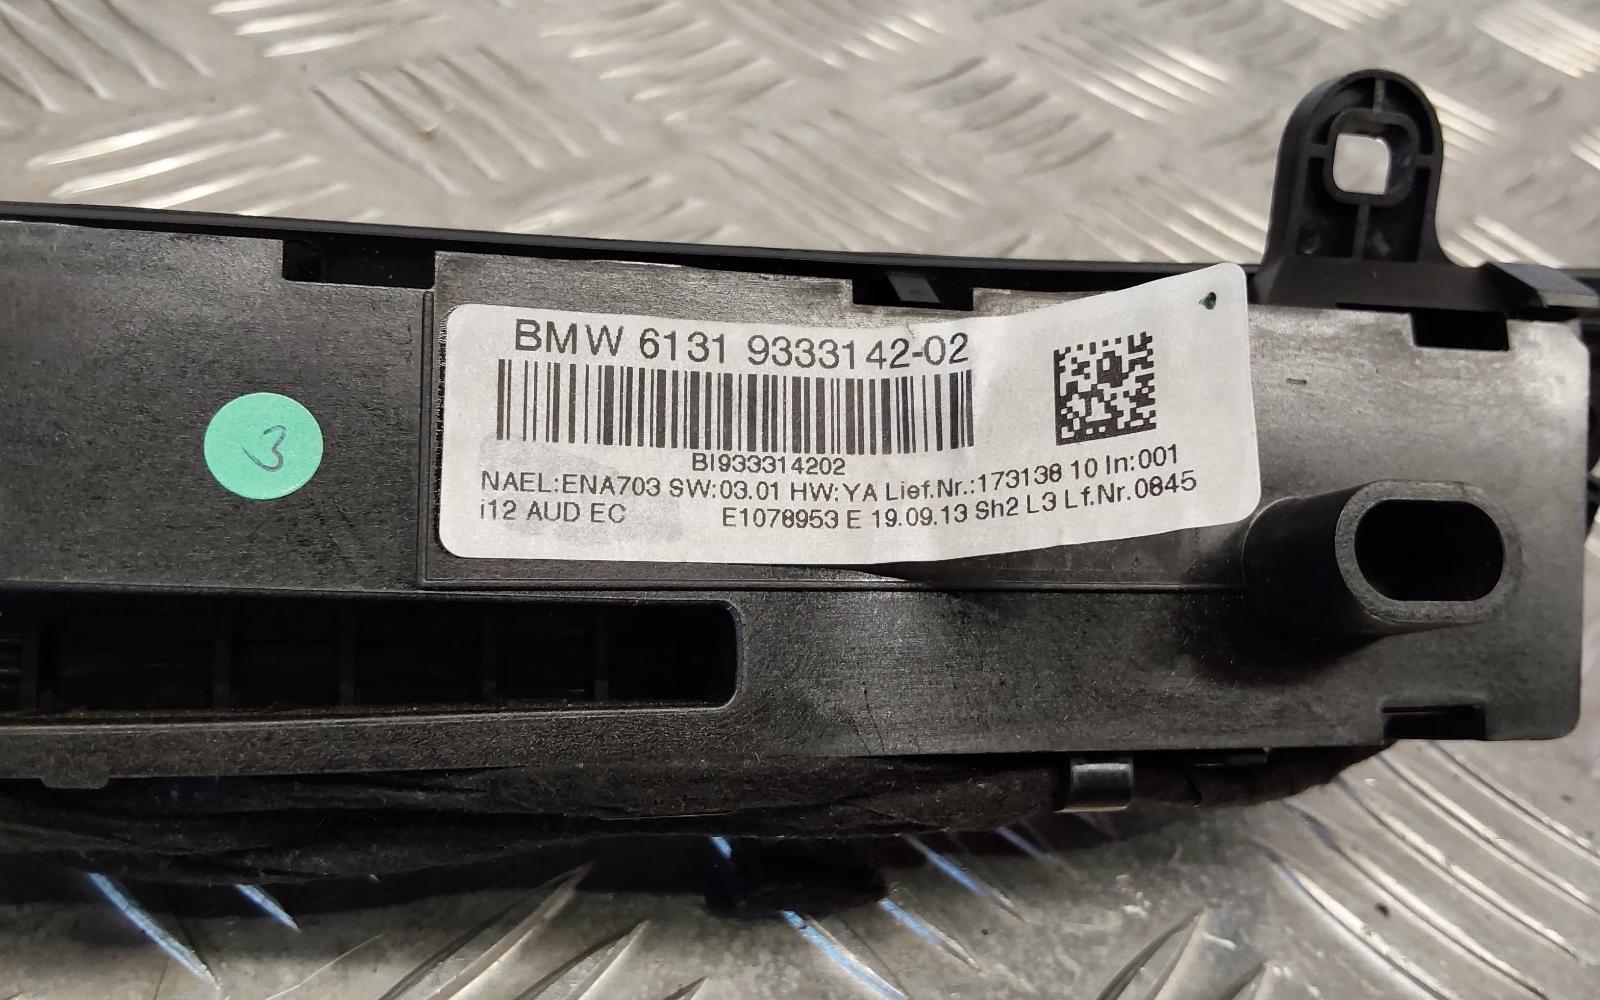 BMW 6131 9333142-02
BI933314202
NAEL:ENA703 SW:03.01 HW:YA Lief.Nr.:173138 10 In:001
i12 AUD EC E1078953 E 19.09.13 Sh2 L3 Lf.Nr.0845
3